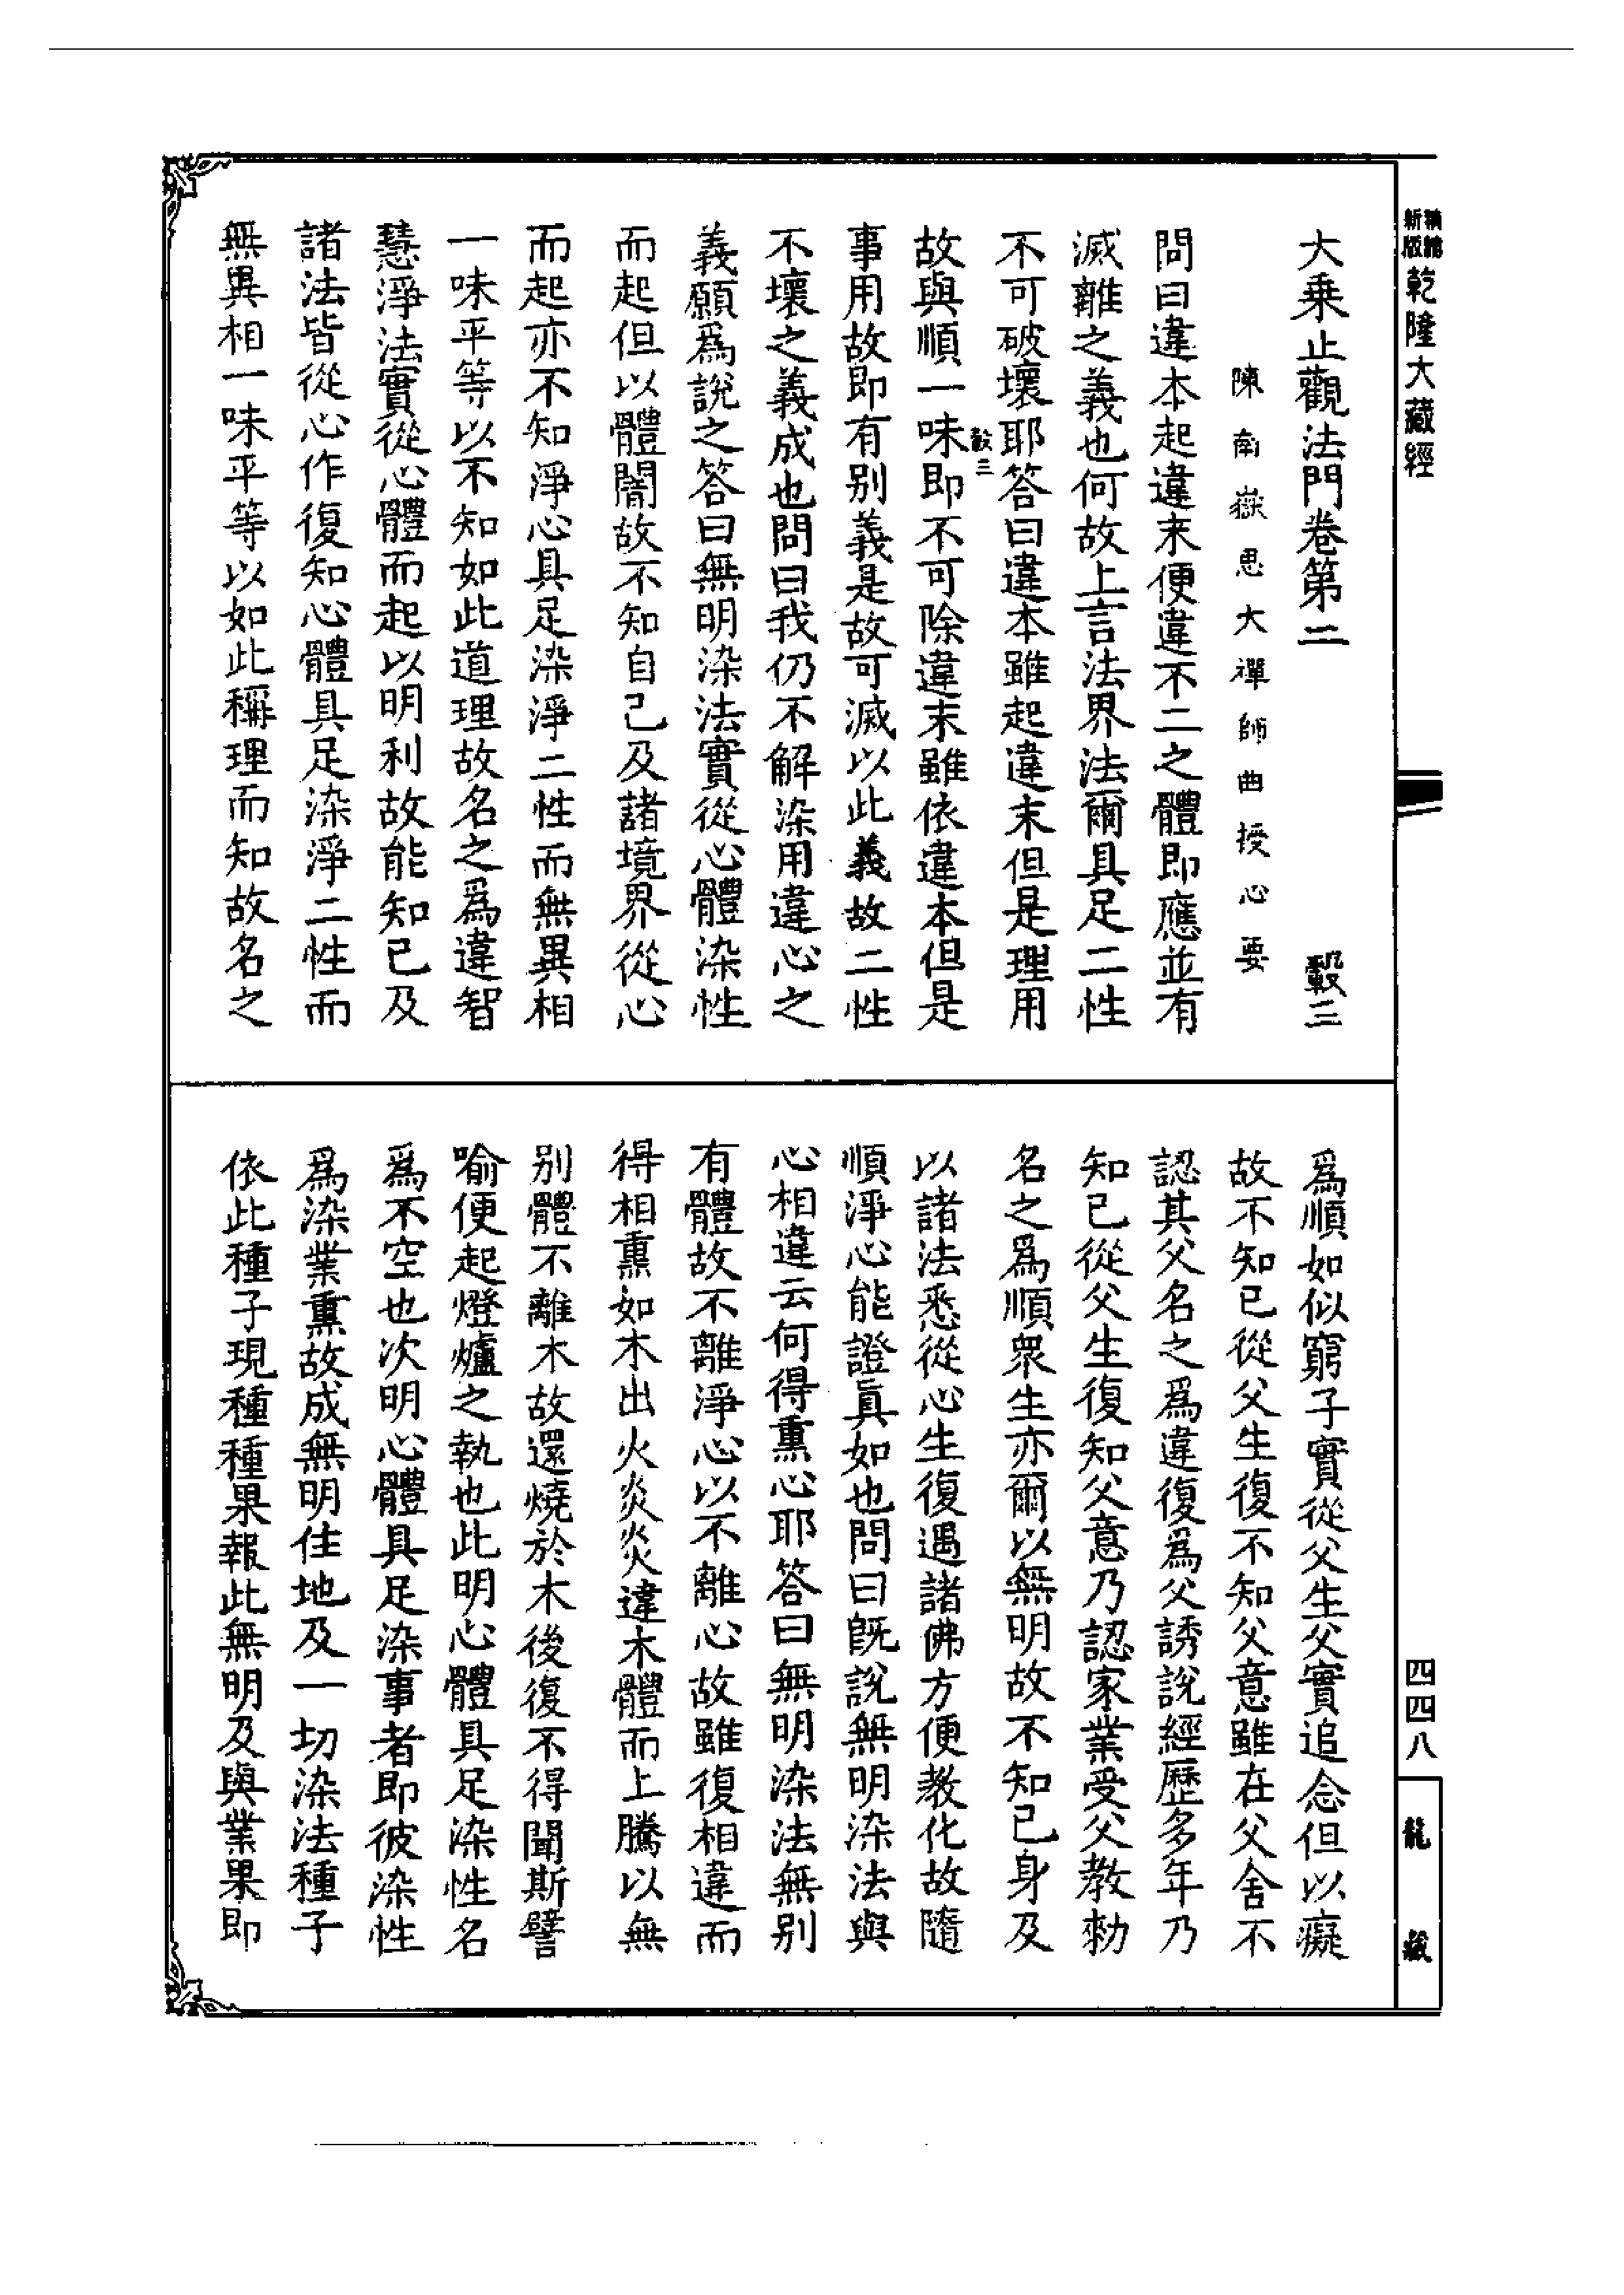 新版
精縮
乾隆大藏經
四四八
龍藏
大乗止觀法門卷第二 轂三
陳南嶽思大禪師曲授心要
問曰違本起違末便違不二之體即應並有
滅離之義也何故上言法界法爾具足二性
不可破壞耶答曰違本雖起違末但是理用
轂三
故與順一味即不可除違末雖依違本但是
事用故即有别義是故可滅以此義故二性
不壞之義成也問曰我仍不解染用違心之
義願爲說之答曰無明染法實從心體染性
而起但以體闇故不知自己及諸境界從心
而起亦不知淨心具足染淨二性而無異相
一味平等以不知如此道理故名之爲違智
慧淨法實從心體而起以明利故能知已及
諸法皆從心作復知心體具足染淨二性而
無異相一味平等以如此稱理而知故名之
爲順如似窮子實從父生父實追念但以癡
故不知已從父生復不知父意雖在父舍不
認其父名之爲違復爲父誘說經歷多年乃
知已從父生復知父意乃認家業受父教勑
名之爲順衆生亦爾以無明故不知已身及
以諸法悉從心生復遇諸佛方便教化故隨
順淨心能證眞如也問曰旣說無明染法與
心相違云何得熏心耶答曰無明染法無别
有體故不離淨心以不離心故雖復相違而
得相熏如木出火炎炎違木體而上騰以無
别體不離木故還燒於木後復不得聞斯譬
喻便起燈爐之執也此明心體具足染性名
爲不空也次明心體具足染事者即彼染性
爲染業熏故成無明住地及一切染法種子
依此種子現種種果報此無明及與業果即